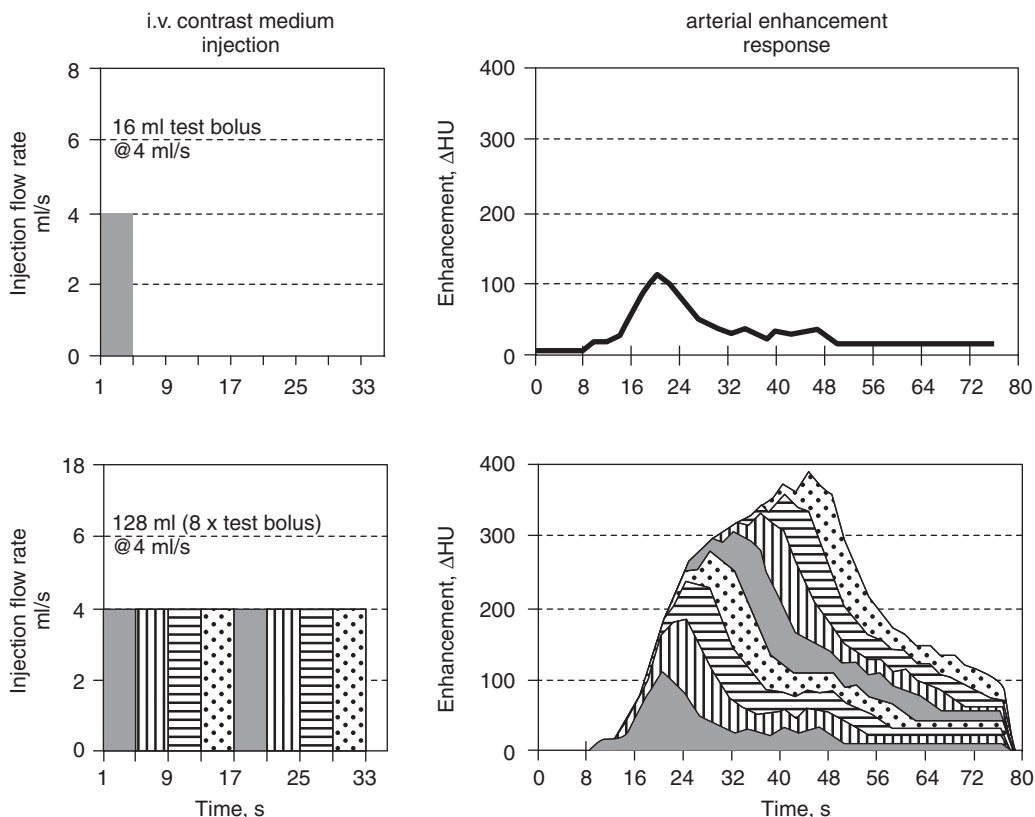 i.v. contrast medium
injection
8
6
4
2
0
Injection flow rate
ml/s
16 ml test bolus
@4 ml/s
1 9 17 25 33
arterial enhancement
response
400
300
200
100
0
Enhancement, ΔHU
0 8 16 24 32 40 48 56 64 72 80
18
6
4
2
0
Injection flow rate
ml/s
128 ml (8 x test bolus)
@4 ml/s
1 9 17 25 33
Time, s
400
300
200
100
0
Enhancement, ΔHU
0 8 16 24 32 40 48 56 64 72 80
Time, s